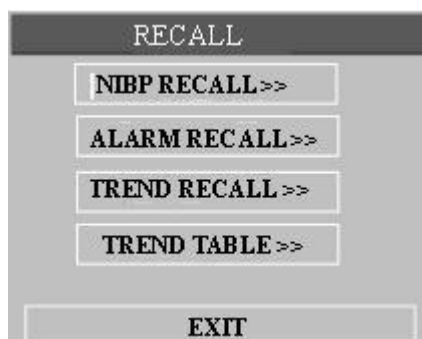 RECALL
NIBP RECALL>>
ALARM RECALL>>
TREND RECALL>>
TREND TABLE>>
EXIT